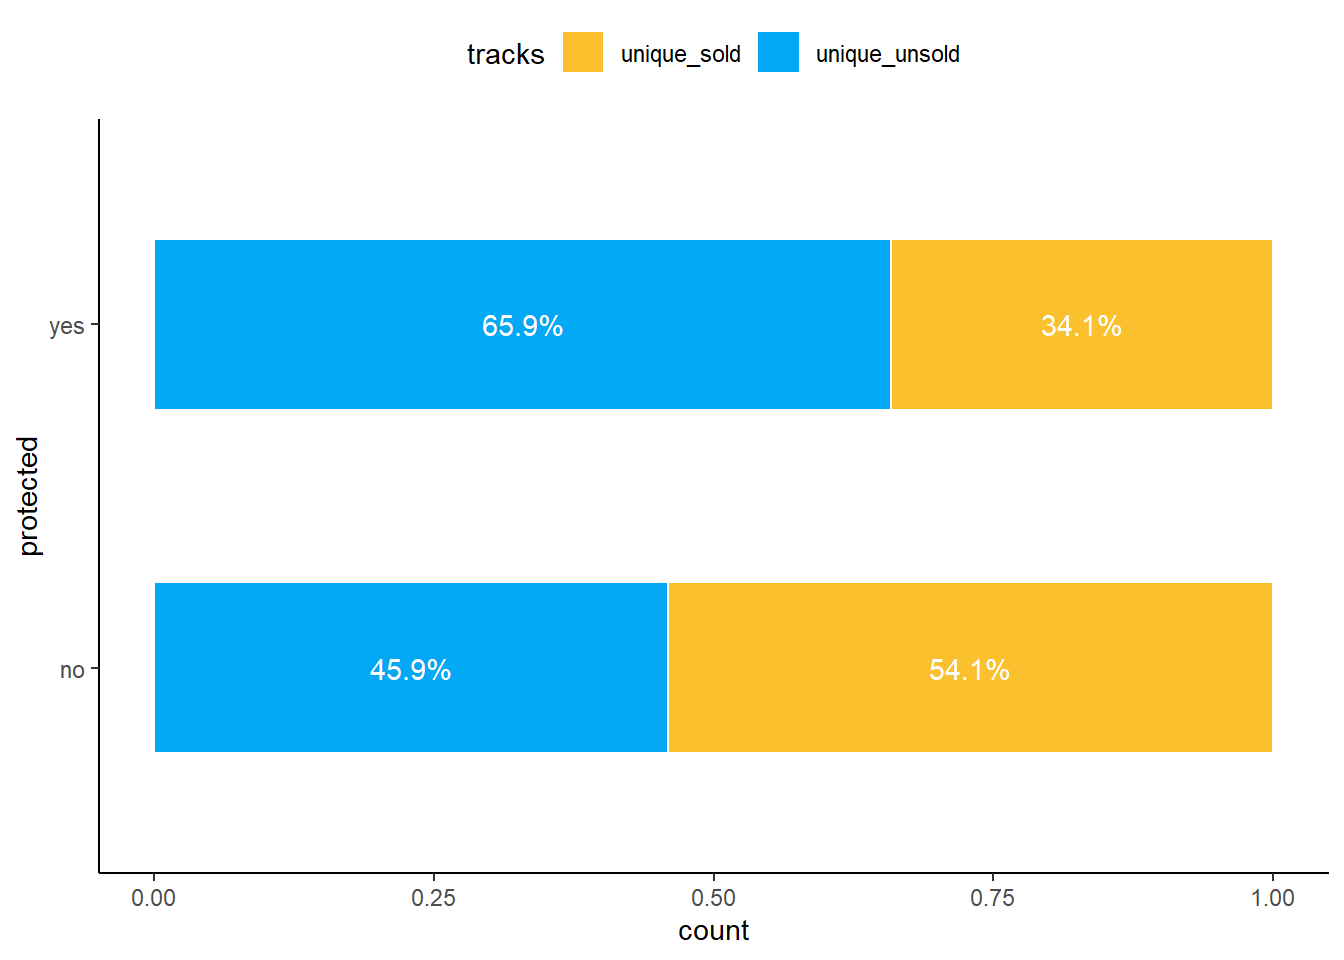 tracks unique_sold unique_unsold
yes 65.9% 34.1%
protected
no 45.9% 54.1%
0.00 0.25 0.50 0.75 1.00
count